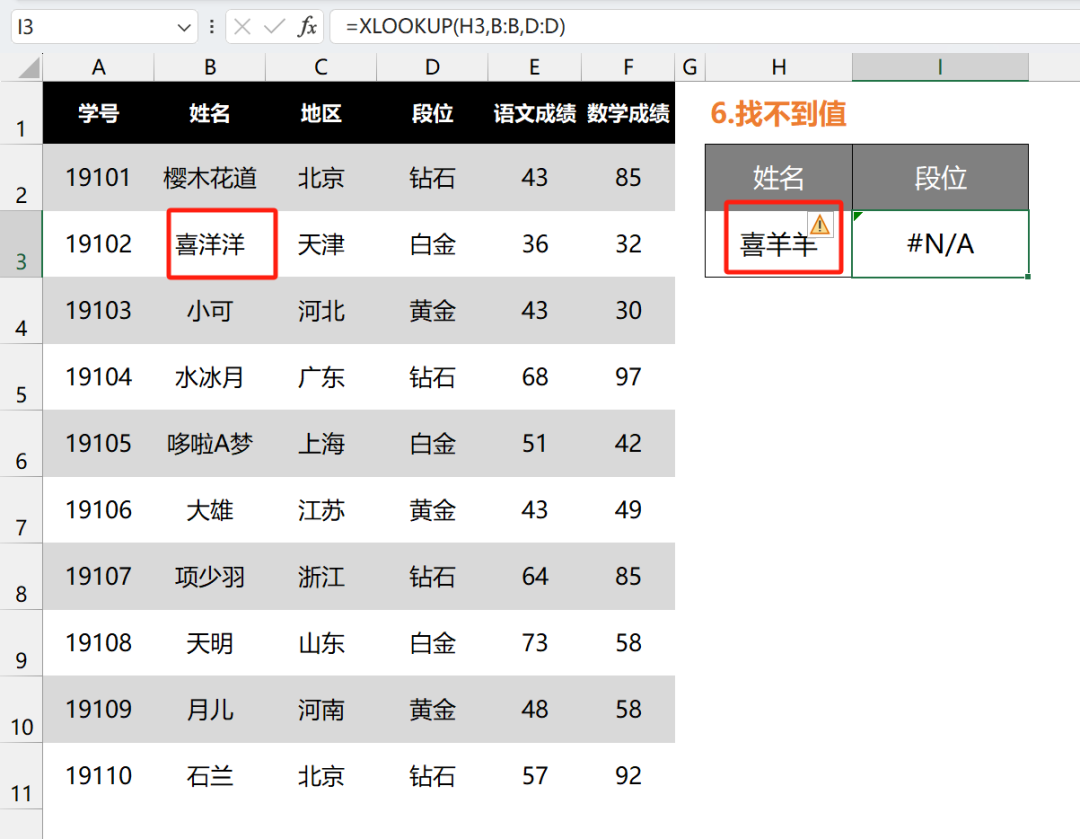 I3 fx =XLOOKUP(H3,B:B,D:D)
A B C D E F G H I
1 学号 姓名 地区 段位 语文成绩 数学成绩 6.找不到值
2 19101 樱木花道 北京 钻石 43 85 姓名 段位
3 19102 喜洋洋 天津 白金 36 32 喜羊羊 #N/A
4 19103 小可 河北 黄金 43 30
5 19104 水冰月 广东 钻石 68 97
6 19105 哆啦A梦 上海 白金 51 42
7 19106 大雄 江苏 黄金 43 49
8 19107 项少羽 浙江 钻石 64 85
9 19108 天明 山东 白金 73 58
10 19109 月儿 河南 黄金 48 58
11 19110 石兰 北京 钻石 57 92